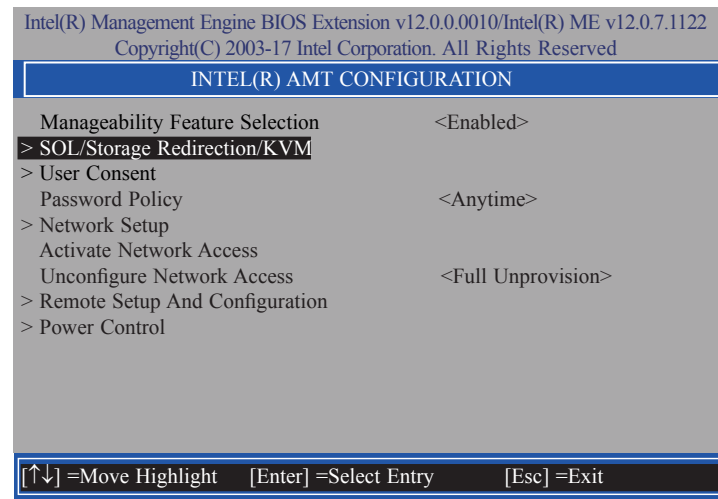 Intel(R) Management Engine BIOS Extension v12.0.0.0010/Intel(R) ME v12.0.7.1122
Copyright(C) 2003-17 Intel Corporation. All Rights Reserved
INTEL(R) AMT CONFIGURATION
Manageability Feature Selection <Enabled>
> SOL/Storage Redirection/KVM
> User Consent
Password Policy <Anytime>
> Network Setup
Activate Network Access
Unconfigure Network Access <Full Unprovision>
> Remote Setup And Configuration
> Power Control
[↑↓] =Move Highlight [Enter] =Select Entry [Esc] =Exit